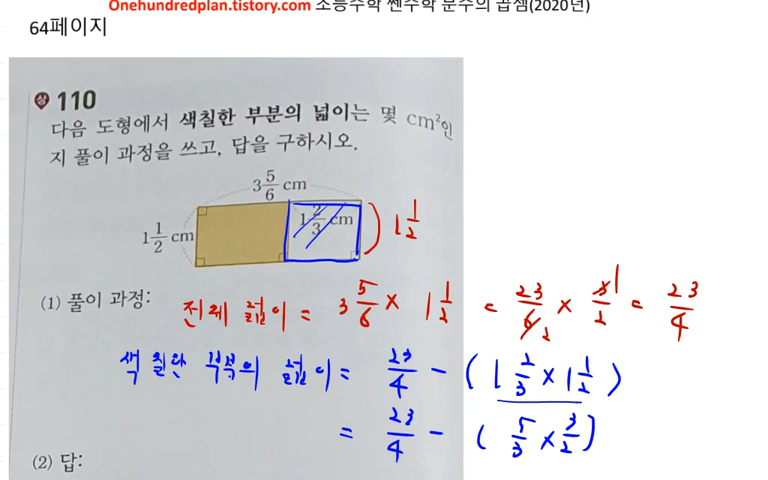 Onehundredplan.tistory.com 초등수학 쎈수학 분수의 곱셈(2020년)
64페이지
상 110
다음 도형에서 색칠한 부분의 넓이는 몇 cm²인
지 풀이 과정을 쓰고, 답을 구하시오.
3 5/6 cm
1 1/2 cm
1 2/3 cm
1 1/2
(1) 풀이 과정:
전체 넓이 = 3 5/6 × 1 1/2 = 23/6 2 × 3 1/2 = 23/4
색칠한 부분의 넓이 = 23/4 - (1 2/3 × 1 1/2)
= 23/4 - (5/3 × 3/2)
(2) 답: